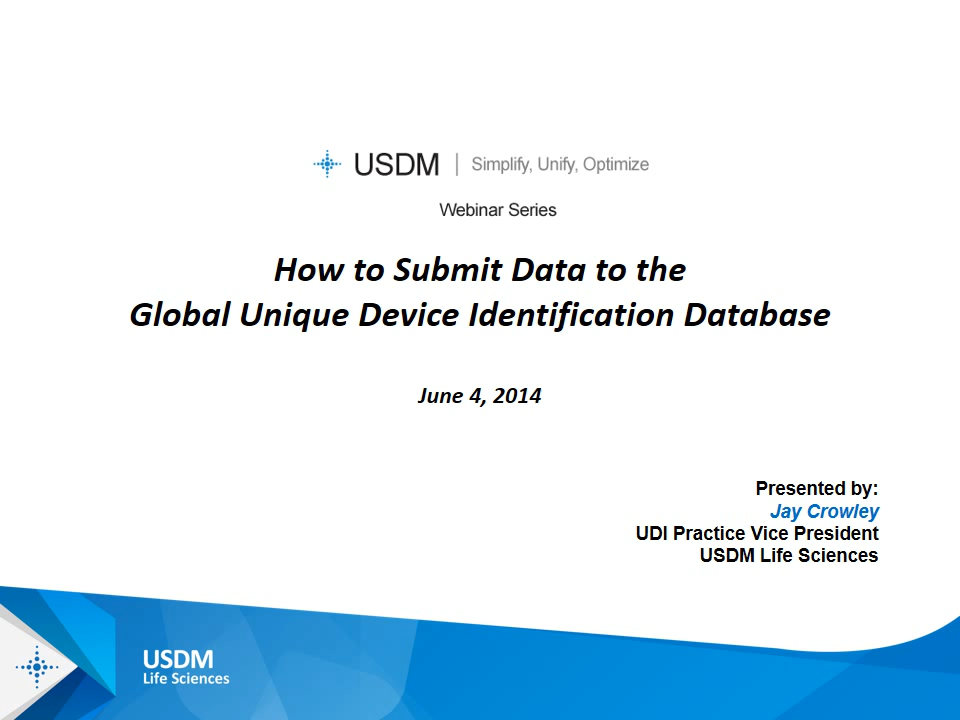 USDM | Simplify, Unify, Optimize
Webinar Series
How to Submit Data to the
Global Unique Device Identification Database
June 4, 2014
Presented by:
Jay Crowley
UDI Practice Vice President
USDM Life Sciences
USDM
Life Sciences